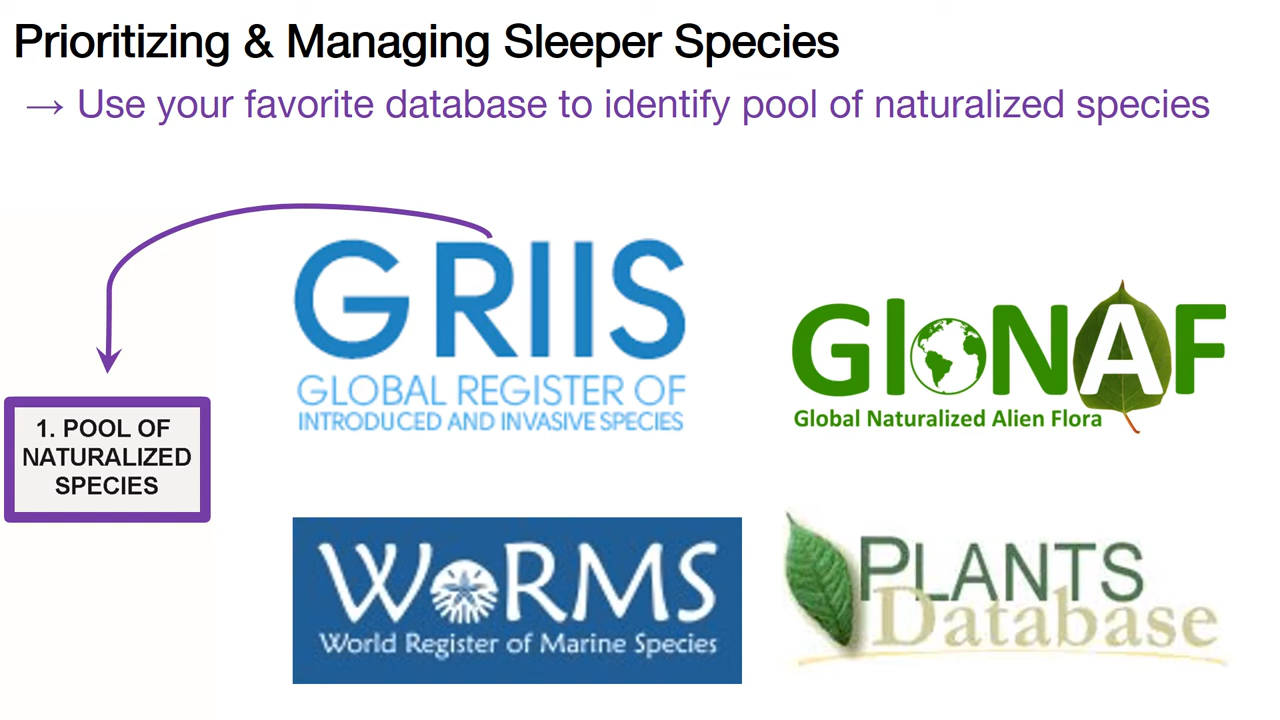 Prioritizing & Managing Sleeper Species
→ Use your favorite database to identify pool of naturalized species
GRIIS
GLOBAL REGISTER OF
INTRODUCED AND INVASIVE SPECIES
GloNAF
Global Naturalized Alien Flora
1. POOL OF
NATURALIZED
SPECIES
WoRMS
World Register of Marine Species
PLANTS
Database